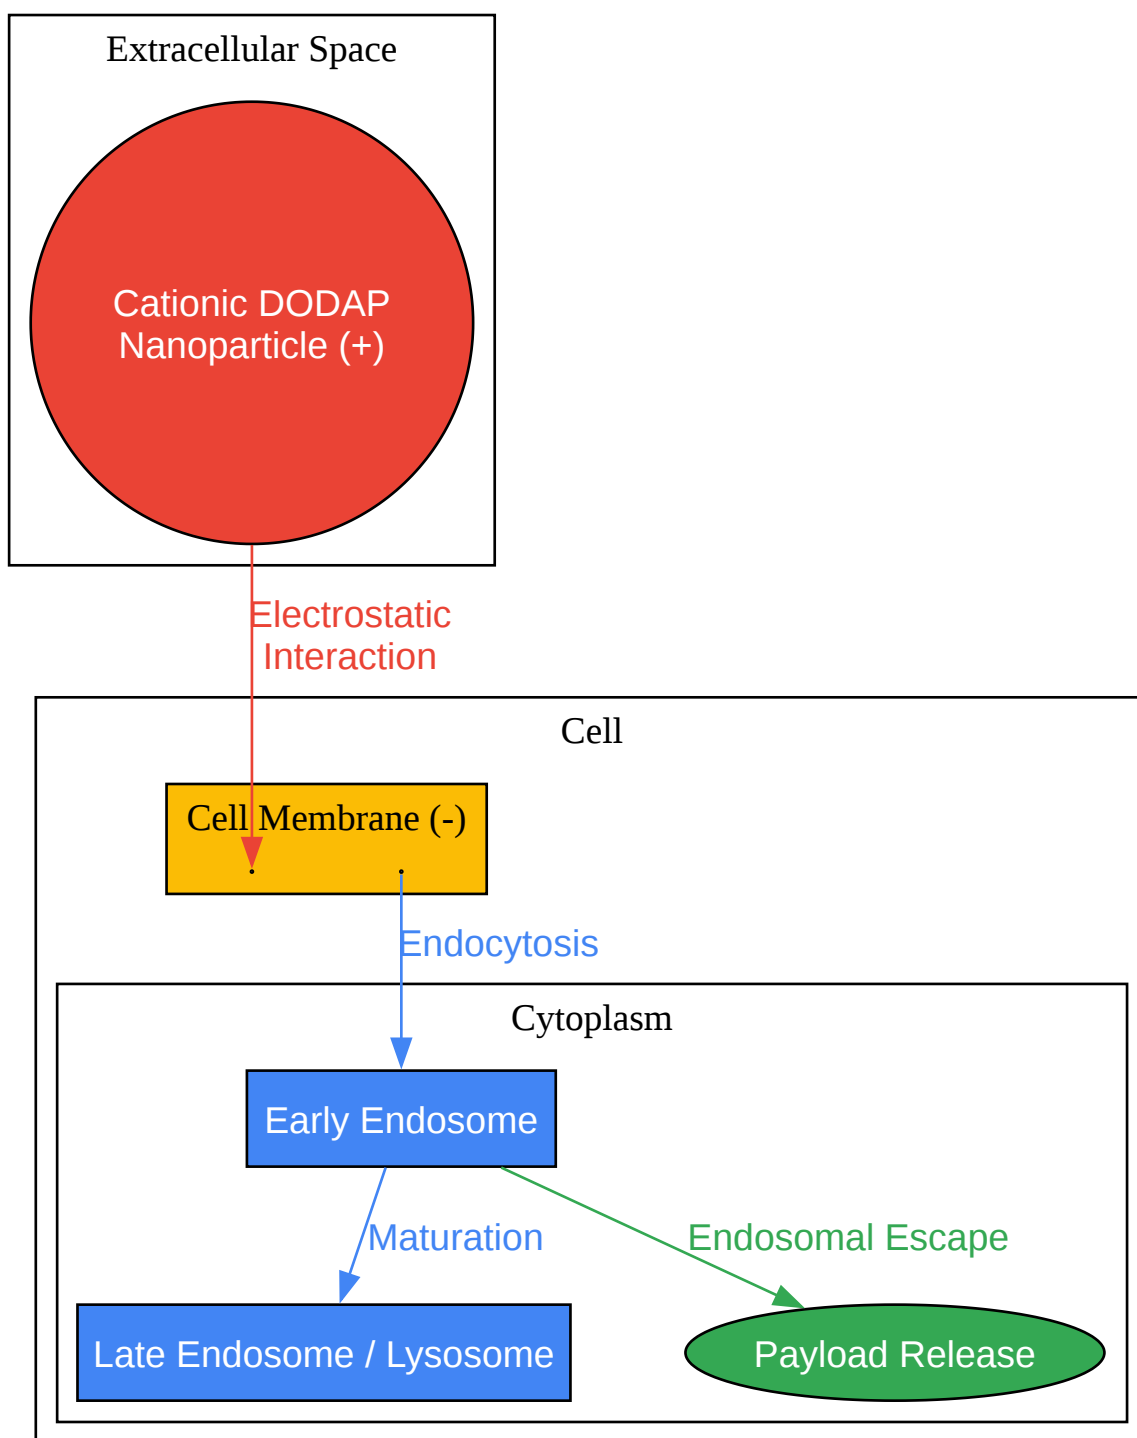 Extracellular Space
Cationic DODAP
Nanoparticle (+)
Electrostatic
Interaction
Cell
Cell Membrane (-)
Endocytosis
Cytoplasm
Early Endosome
Maturation
Endosomal Escape
Late Endosome / Lysosome
Payload Release